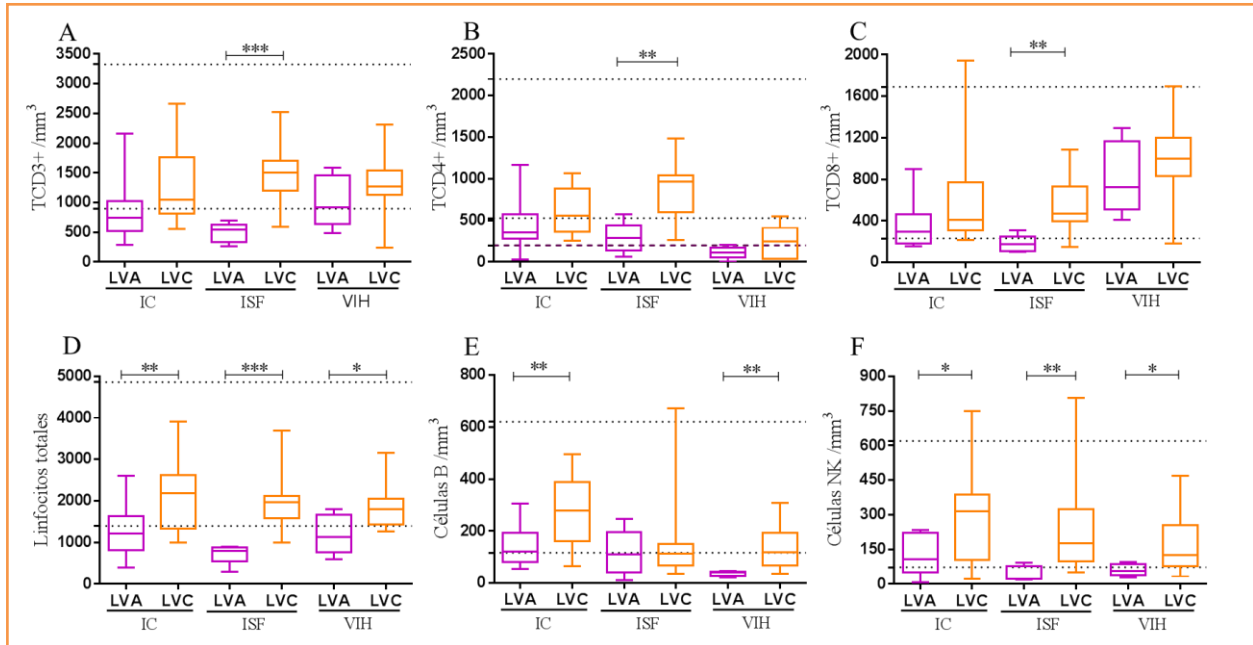 A
***
3500
3000
2500
2000
1500
1000
500
0
TCD3+ /mm³
LVA LVC LVA LVC LVA LVC
IC ISF VIH
B
**
2500
2000
1500
1000
500
0
TCD4+ /mm³
LVA LVC LVA LVC LVA LVC
IC ISF VIH
C
**
2000
1600
1200
800
400
0
TCD8+ /mm³
LVA LVC LVA LVC LVA LVC
IC ISF VIH
D
** *** *
5000
4000
3000
2000
1000
0
Linfocitos totales
LVA LVC LVA LVC LVA LVC
IC ISF VIH
E
** **
800
600
400
200
0
Células B /mm³
LVA LVC LVA LVC LVA LVC
IC ISF VIH
F
* ** *
900
750
600
450
300
150
0
Células NK /mm³
LVA LVC LVA LVC LVA LVC
IC ISF VIH